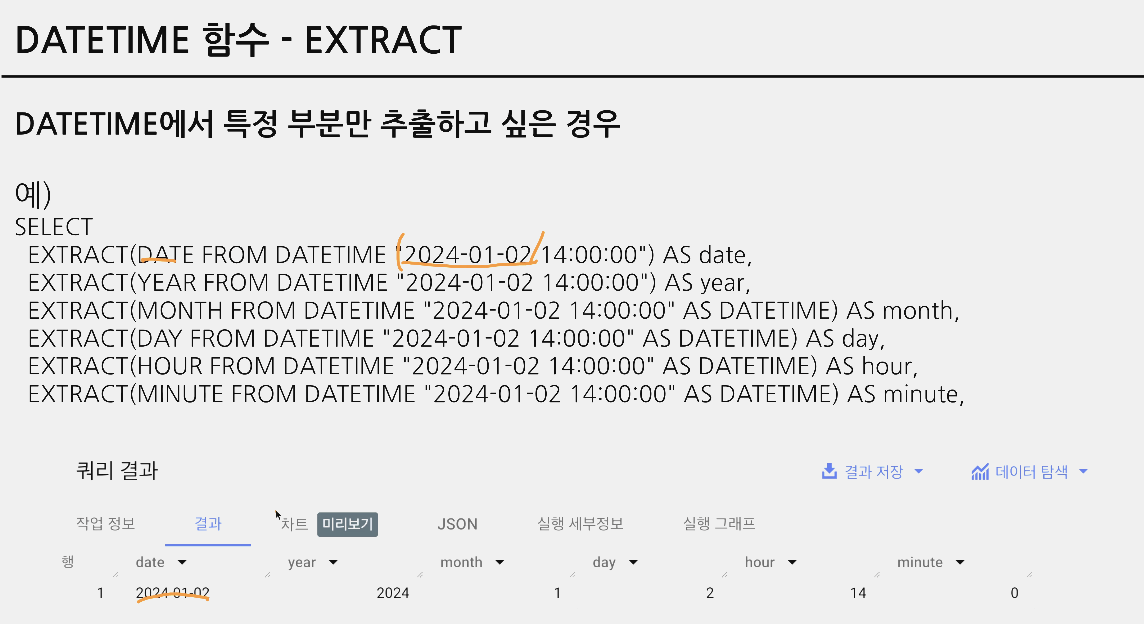 DATETIME 함수 - EXTRACT
DATETIME에서 특정 부분만 추출하고 싶은 경우
예)
SELECT
EXTRACT(DATE FROM DATETIME "2024-01-02 14:00:00") AS date,
EXTRACT(YEAR FROM DATETIME "2024-01-02 14:00:00") AS year,
EXTRACT(MONTH FROM DATETIME "2024-01-02 14:00:00" AS DATETIME) AS month,
EXTRACT(DAY FROM DATETIME "2024-01-02 14:00:00" AS DATETIME) AS day,
EXTRACT(HOUR FROM DATETIME "2024-01-02 14:00:00" AS DATETIME) AS hour,
EXTRACT(MINUTE FROM DATETIME "2024-01-02 14:00:00" AS DATETIME) AS minute,
쿼리 결과 결과 저장 데이터 탐색
작업 정보 결과 차트 미리보기 JSON 실행 세부정보 실행 그래프
행 date year month day hour minute
1 2024-01-02 2024 1 2 14 0